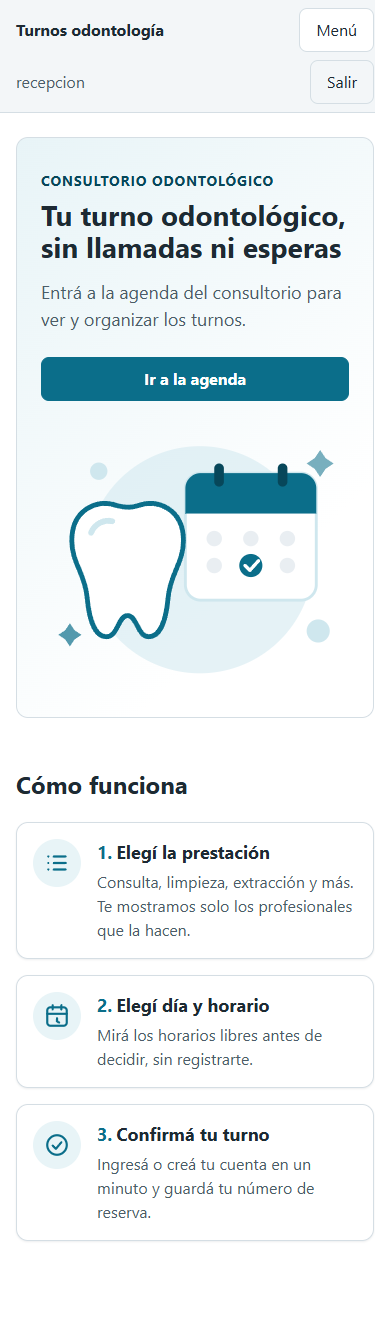 Turnos odontología
Menú
recepcion
Salir
CONSULTORIO ODONTOLÓGICO
Tu turno odontológico,
sin llamadas ni esperas
Entrá a la agenda del consultorio para
ver y organizar los turnos.
Ir a la agenda
Cómo funciona
1. Elegí la prestación
Consulta, limpieza, extracción y más.
Te mostramos solo los profesionales
que la hacen.
2. Elegí día y horario
Mirá los horarios libres antes de
decidir, sin registrarte.
3. Confirmá tu turno
Ingresá o creá tu cuenta en un
minuto y guardá tu número de
reserva.